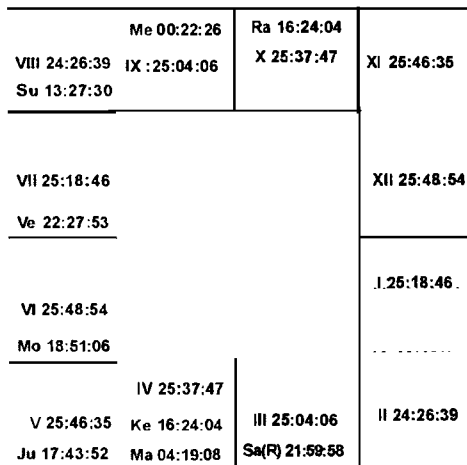 Me 00:22:26
Ra 16:24:04
VIII 24:26:39
IX :25:04:06
X 25:37:47
XI 25:46:35
Su 13:27:30
VII 25:18:46
XII 25:48:54
Ve 22:27:53
I 25:18:46
VI 25:48:54
Mo 18:51:06
IV 25:37:47
V 25:46:35
Ke 16:24:04
III 25:04:06
II 24:26:39
Ju 17:43:52
Ma 04:19:08
Sa(R) 21:59:58